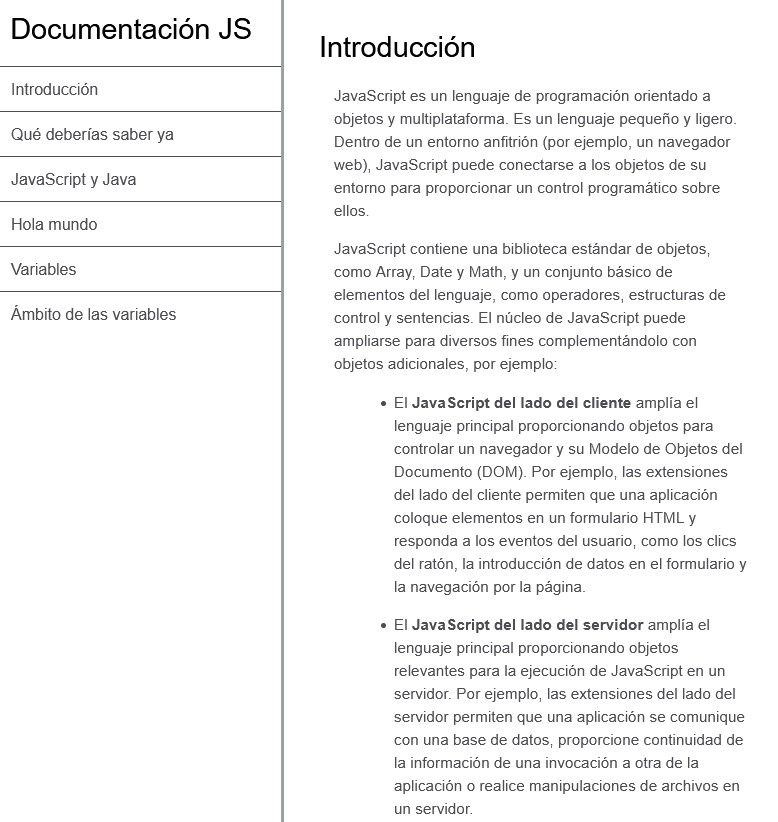 Documentación JS
Introducción
Qué deberías saber ya
JavaScript y Java
Hola mundo
Variables
Ámbito de las variables
Introducción
JavaScript es un lenguaje de programación orientado a
objetos y multiplataforma. Es un lenguaje pequeño y ligero.
Dentro de un entorno anfitrión (por ejemplo, un navegador
web), JavaScript puede conectarse a los objetos de su
entorno para proporcionar un control programático sobre
ellos.
JavaScript contiene una biblioteca estándar de objetos,
como Array, Date y Math, y un conjunto básico de
elementos del lenguaje, como operadores, estructuras de
control y sentencias. El núcleo de JavaScript puede
ampliarse para diversos fines complementándolo con
objetos adicionales, por ejemplo:
• El JavaScript del lado del cliente amplía el
lenguaje principal proporcionando objetos para
controlar un navegador y su Modelo de Objetos del
Documento (DOM). Por ejemplo, las extensiones
del lado del cliente permiten que una aplicación
coloque elementos en un formulario HTML y
responda a los eventos del usuario, como los clics
del ratón, la introducción de datos en el formulario y
la navegación por la página.
• El JavaScript del lado del servidor amplía el
lenguaje principal proporcionando objetos
relevantes para la ejecución de JavaScript en un
servidor. Por ejemplo, las extensiones del lado del
servidor permiten que una aplicación se comunique
con una base de datos, proporcione continuidad de
la información de una invocación a otra de la
aplicación o realice manipulaciones de archivos en
un servidor.